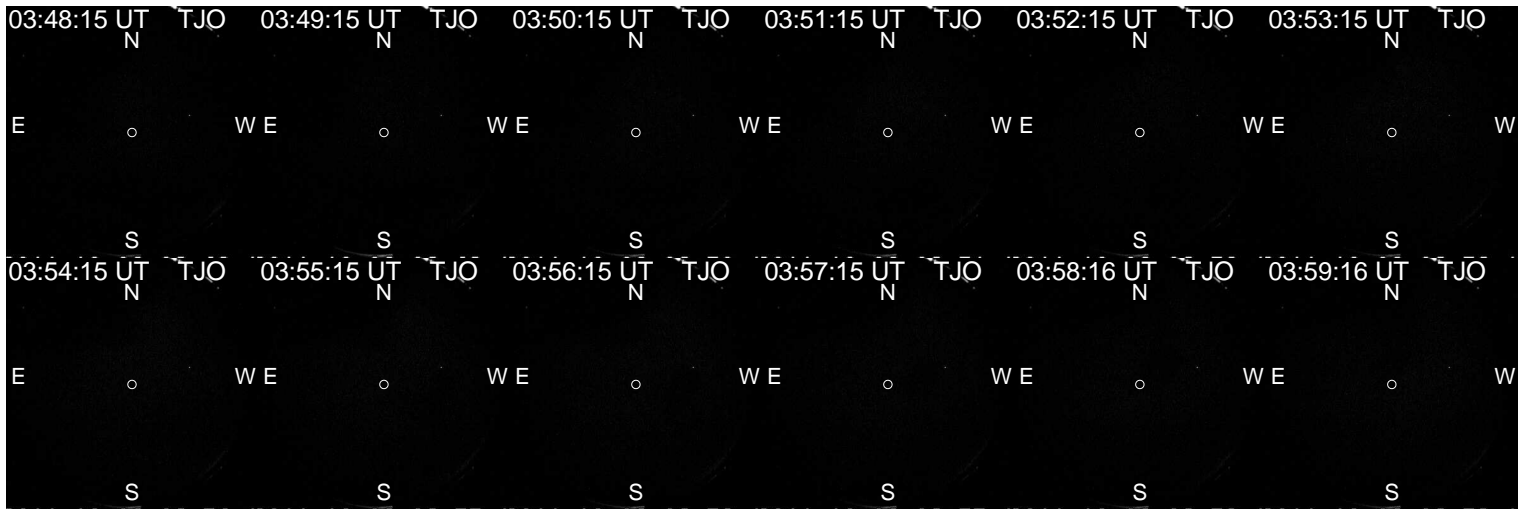 03:48:15 UT TJO 03:49:15 UT TJO 03:50:15 UT TJO 03:51:15 UT TJO 03:52:15 UT TJO 03:53:15 UT TJO
N N N N N N
E W E W E W E W E W E W
S S S S S S
03:54:15 UT TJO 03:55:15 UT TJO 03:56:15 UT TJO 03:57:15 UT TJO 03:58:16 UT TJO 03:59:16 UT TJO
N N N N N N
E W E W E W E W E W E W
S S S S S S